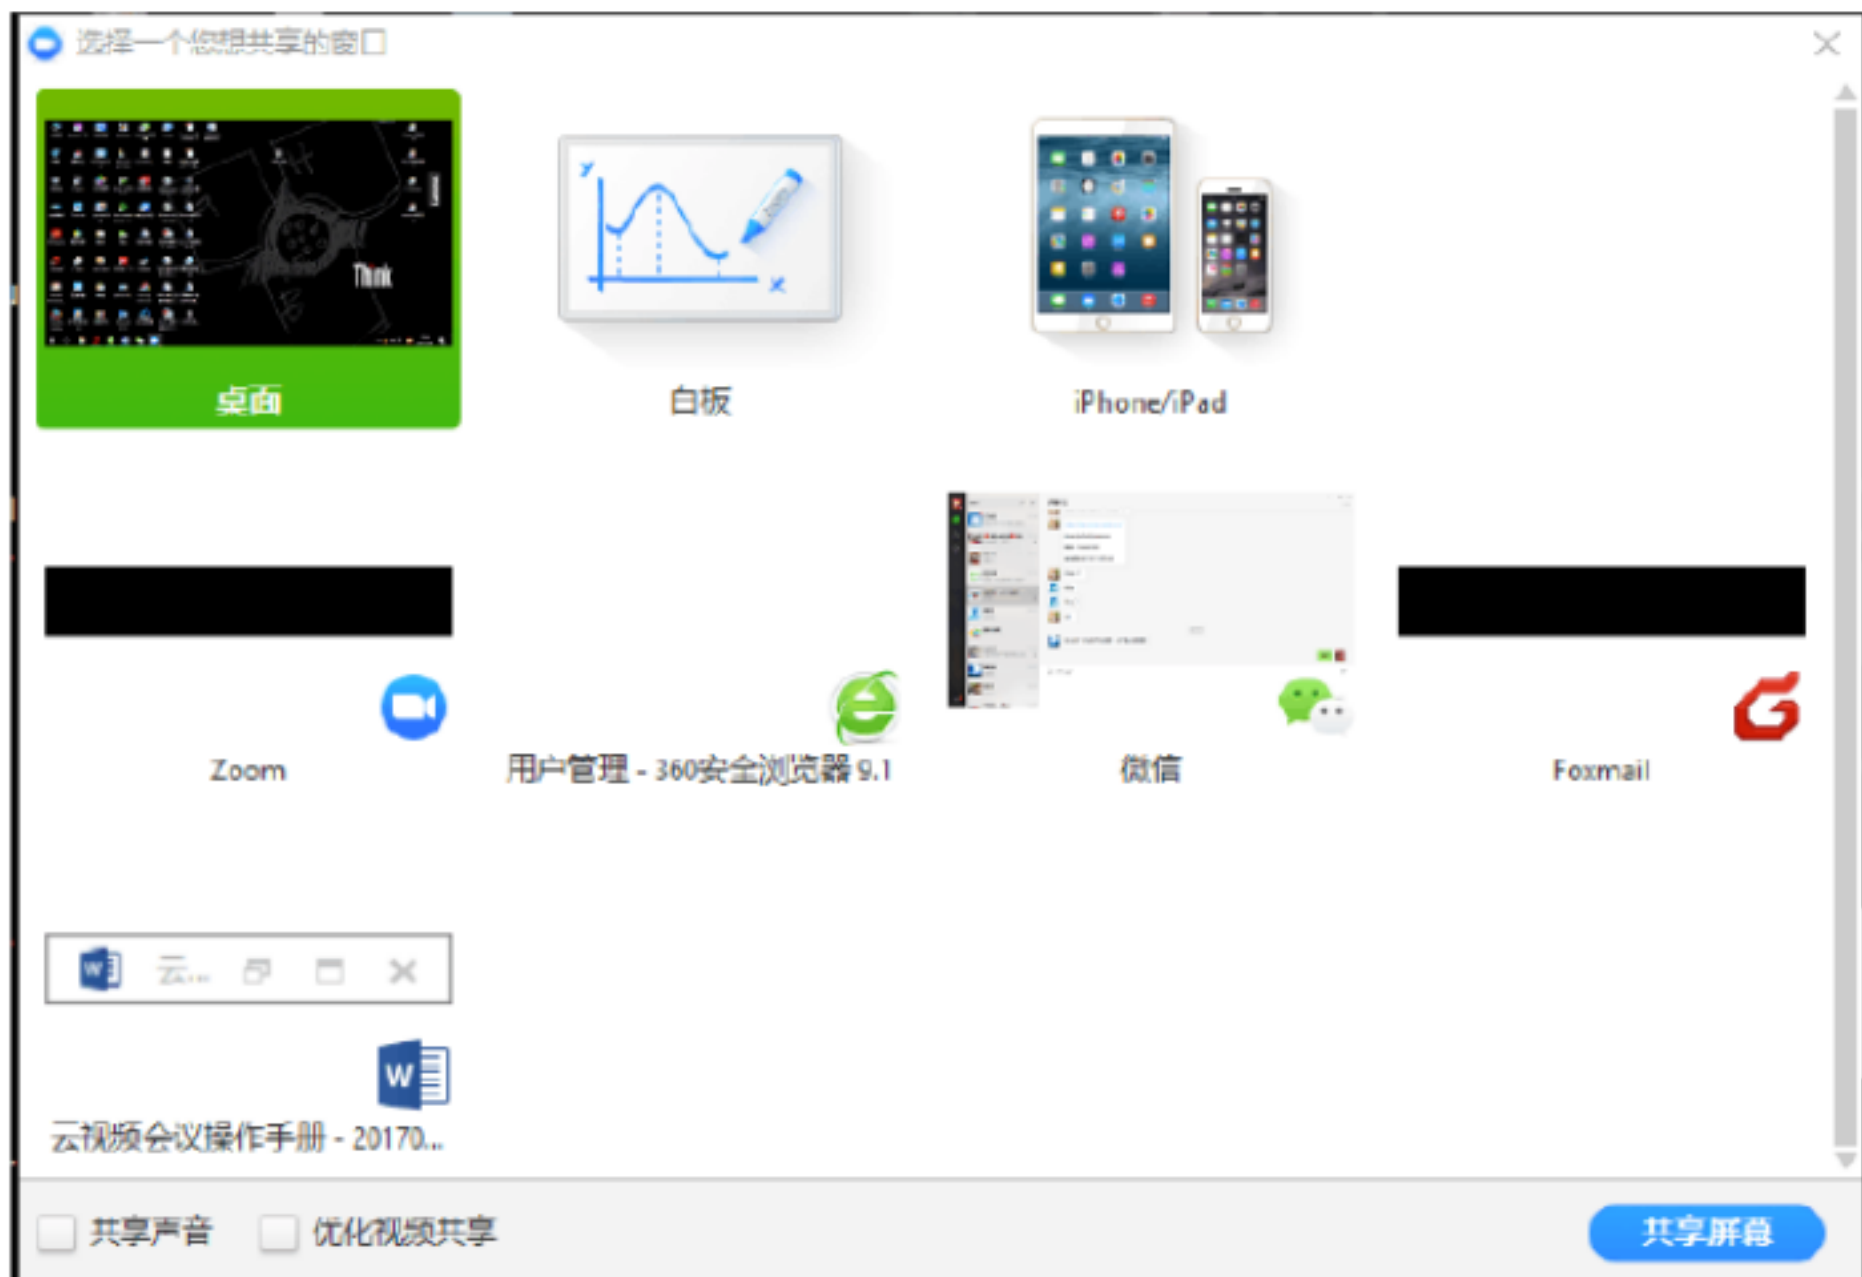 选择一个您想共享的窗口
Think
桌面
白板
iPhone/iPad
Zoom
用户管理 - 360安全浏览器 9.1
微信
Foxmail
云...
云视频会议操作手册 - 20170...
共享声音
优化视频共享
共享屏幕